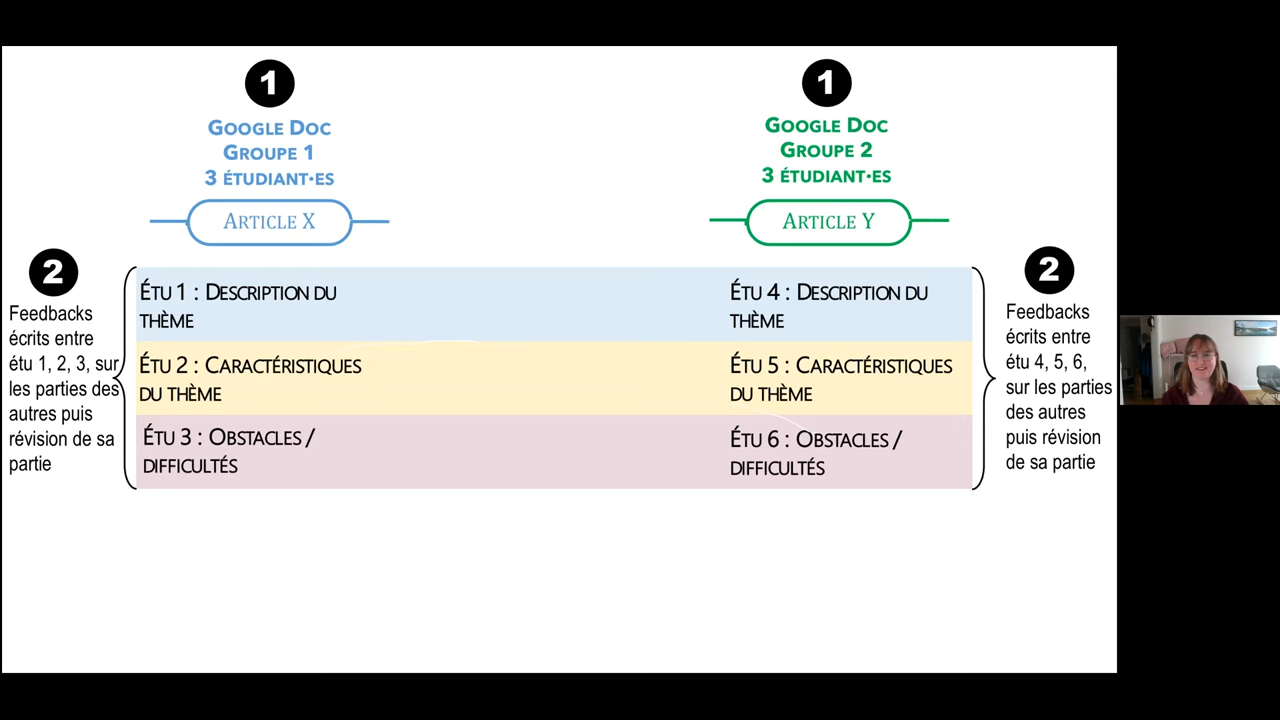 1
GOOGLE DOC
GROUPE 1
3 ÉTUDIANT·ES
ARTICLE X
1
GOOGLE DOC
GROUPE 2
3 ÉTUDIANT·ES
ARTICLE Y
2
Feedbacks
écrits entre
étu 1, 2, 3, sur
les parties des
autres puis
révision de sa
partie
ÉTU 1 : DESCRIPTION DU
THÈME
ÉTU 2 : CARACTÉRISTIQUES
DU THÈME
ÉTU 3 : OBSTACLES /
DIFFICULTÉS
ÉTU 4 : DESCRIPTION DU
THÈME
ÉTU 5 : CARACTÉRISTIQUES
DU THÈME
ÉTU 6 : OBSTACLES /
DIFFICULTÉS
2
Feedbacks
écrits entre
étu 4, 5, 6,
sur les parties
des autres
puis révision
de sa partie